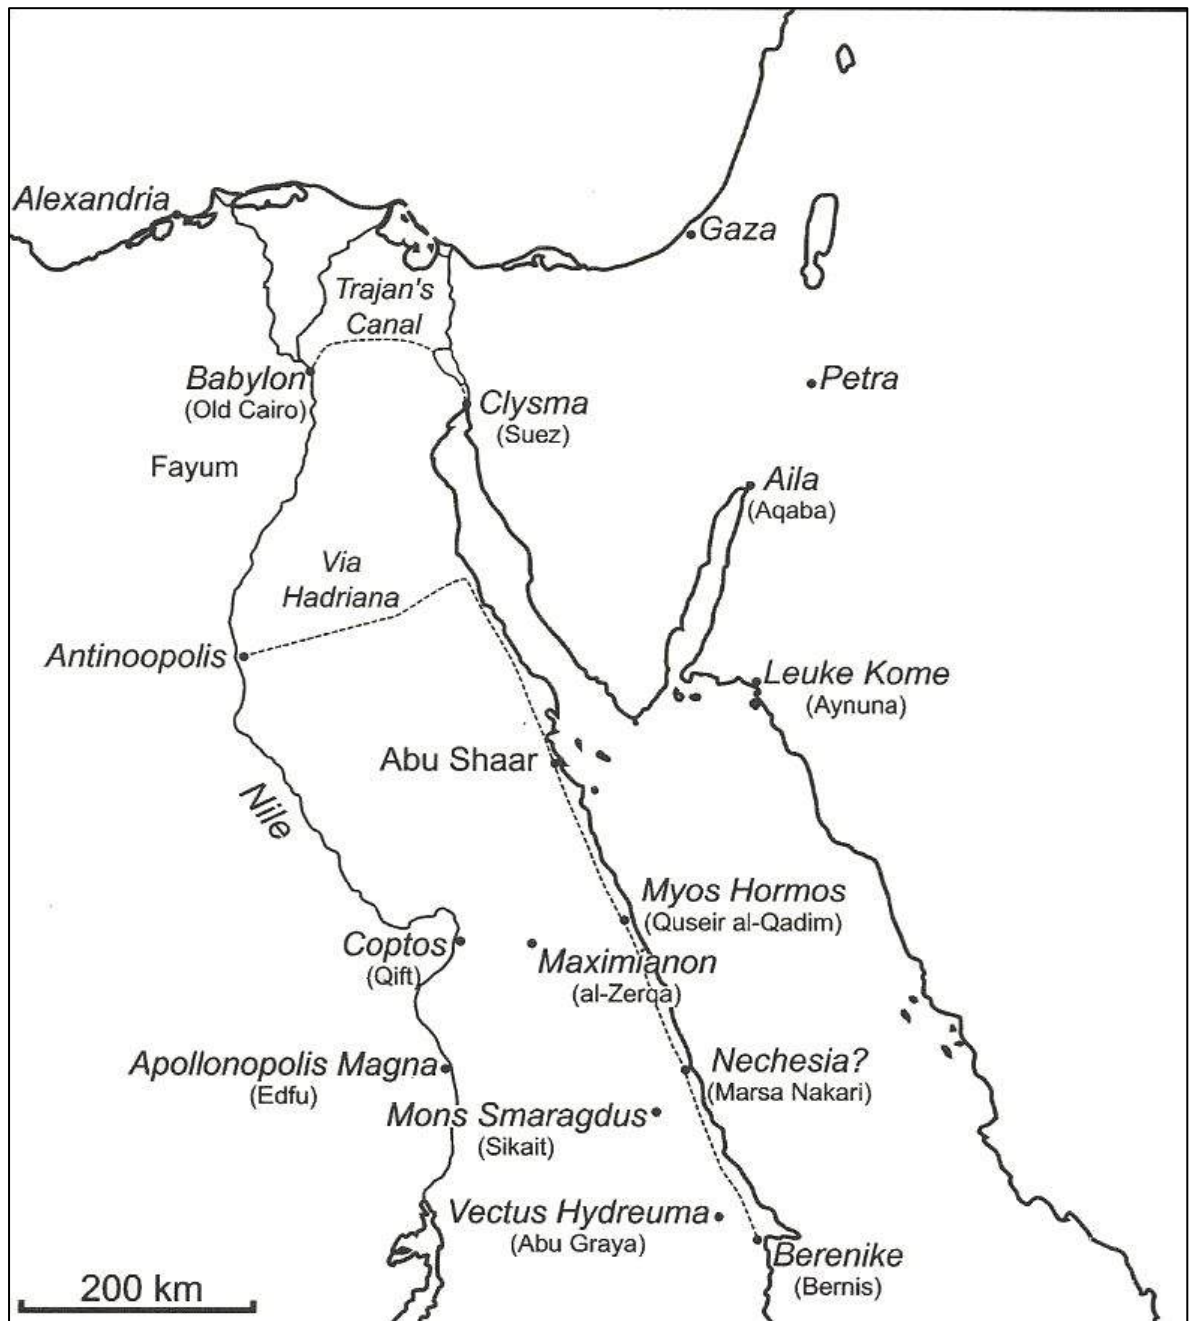 Alexandria
Gaza
Trajan's
Canal
Babylon
(Old Cairo)
Petra
Clysma
(Suez)
Fayum
Aila
(Aqaba)
Via
Hadriana
Antinoopolis
Leuke Kome
(Aynuna)
Abu Shaar
Nile
Myos Hormos
(Quseir al-Qadim)
Coptos
(Qift)
Maximianon
(al-Zerqa)
Apollonopolis Magna
(Edfu)
Nechesia?
(Marsa Nakari)
Mons Smaragdus
(Sikait)
Vectus Hydreuma
(Abu Graya)
Berenike
(Bernis)
200 km